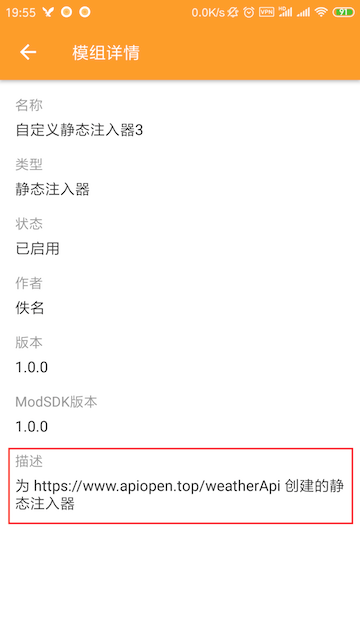 19:55 0.0K/s VPN 91
模组详情
名称
自定义静态注入器3
类型
静态注入器
状态
已启用
作者
佚名
版本
1.0.0
ModSDK版本
1.0.0
描述
为 https://www.apiopen.top/weatherApi 创建的静
态注入器